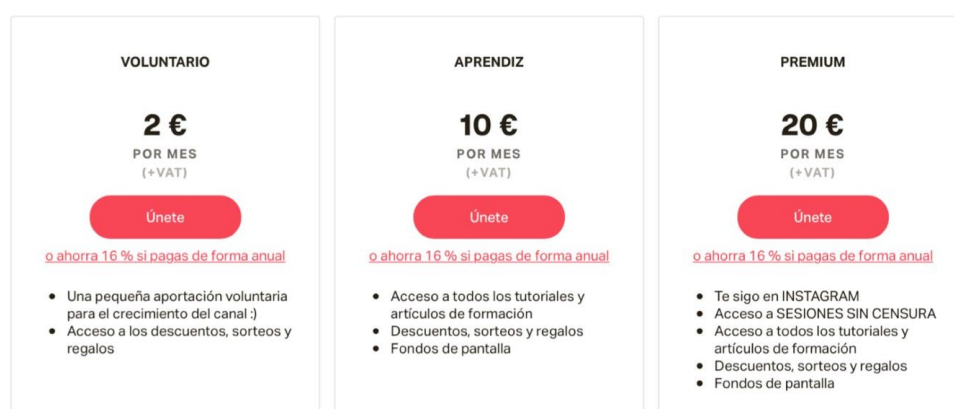 VOLUNTARIO
2 €
POR MES
(+VAT)
Únete
o ahorra 16 % si pagas de forma anual
• Una pequeña aportación voluntaria
para el crecimiento del canal :)
• Acceso a los descuentos, sorteos y
regalos
APRENDIZ
10 €
POR MES
(+VAT)
Únete
o ahorra 16 % si pagas de forma anual
• Acceso a todos los tutoriales y
artículos de formación
• Descuentos, sorteos y regalos
• Fondos de pantalla
PREMIUM
20 €
POR MES
(+VAT)
Únete
o ahorra 16 % si pagas de forma anual
• Te sigo en INSTAGRAM
• Acceso a SESIONES SIN CENSURA
• Acceso a todos los tutoriales y
artículos de formación
• Descuentos, sorteos y regalos
• Fondos de pantalla